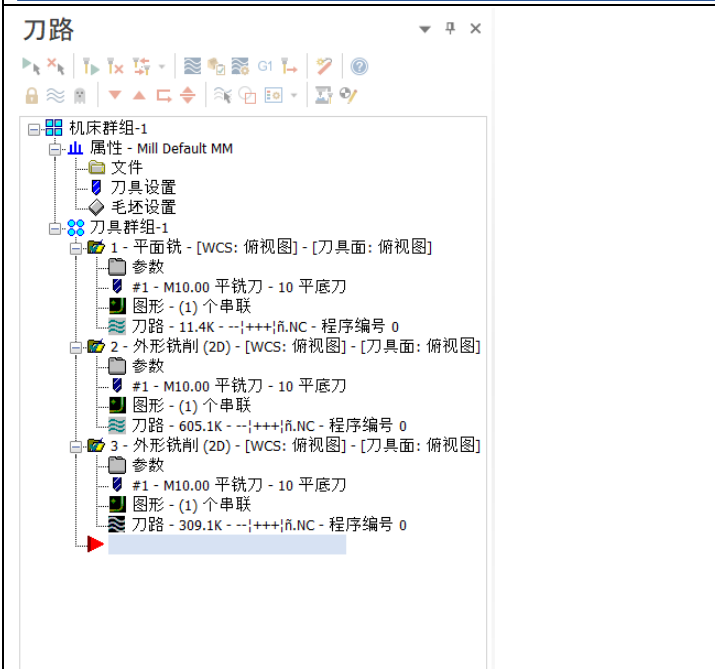 刀路
G1
机床群组-1
属性 - Mill Default MM
文件
刀具设置
毛坯设置
刀具群组-1
1 - 平面铣 - [WCS: 俯视图] - [刀具面: 俯视图]
参数
#1 - M10.00 平铣刀 - 10 平底刀
图形 - (1) 个串联
刀路 - 11.4K - --¦+++¦ñ.NC - 程序编号 0
2 - 外形铣削 (2D) - [WCS: 俯视图] - [刀具面: 俯视图]
参数
#1 - M10.00 平铣刀 - 10 平底刀
图形 - (1) 个串联
刀路 - 605.1K - --¦+++¦ñ.NC - 程序编号 0
3 - 外形铣削 (2D) - [WCS: 俯视图] - [刀具面: 俯视图]
参数
#1 - M10.00 平铣刀 - 10 平底刀
图形 - (1) 个串联
刀路 - 309.1K - --¦+++¦ñ.NC - 程序编号 0